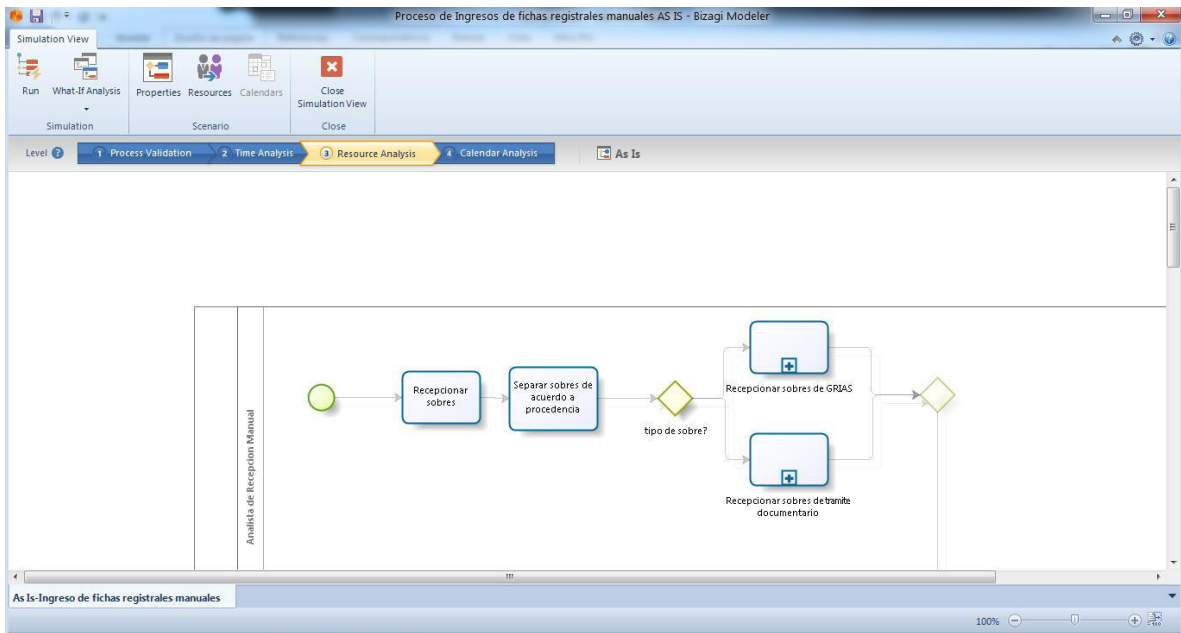 Proceso de Ingresos de fichas registrales manuales AS IS - Bizagi Modeler
Simulation View
Run
What-If Analysis
Properties
Resources
Calendars
Close
Simulation View
Simulation
Scenario
Close
Level
1 Process Validation
2 Time Analysis
3 Resource Analysis
4 Calendar Analysis
As Is
Analista de Recepcion Manual
Recepcionar
sobres
Separar sobres de
acuerdo a
procedencia
tipo de sobre?
Recepcionar sobres de GRIAS
Recepcionar sobres de tramite
documentario
As Is-Ingreso de fichas registrales manuales
100%